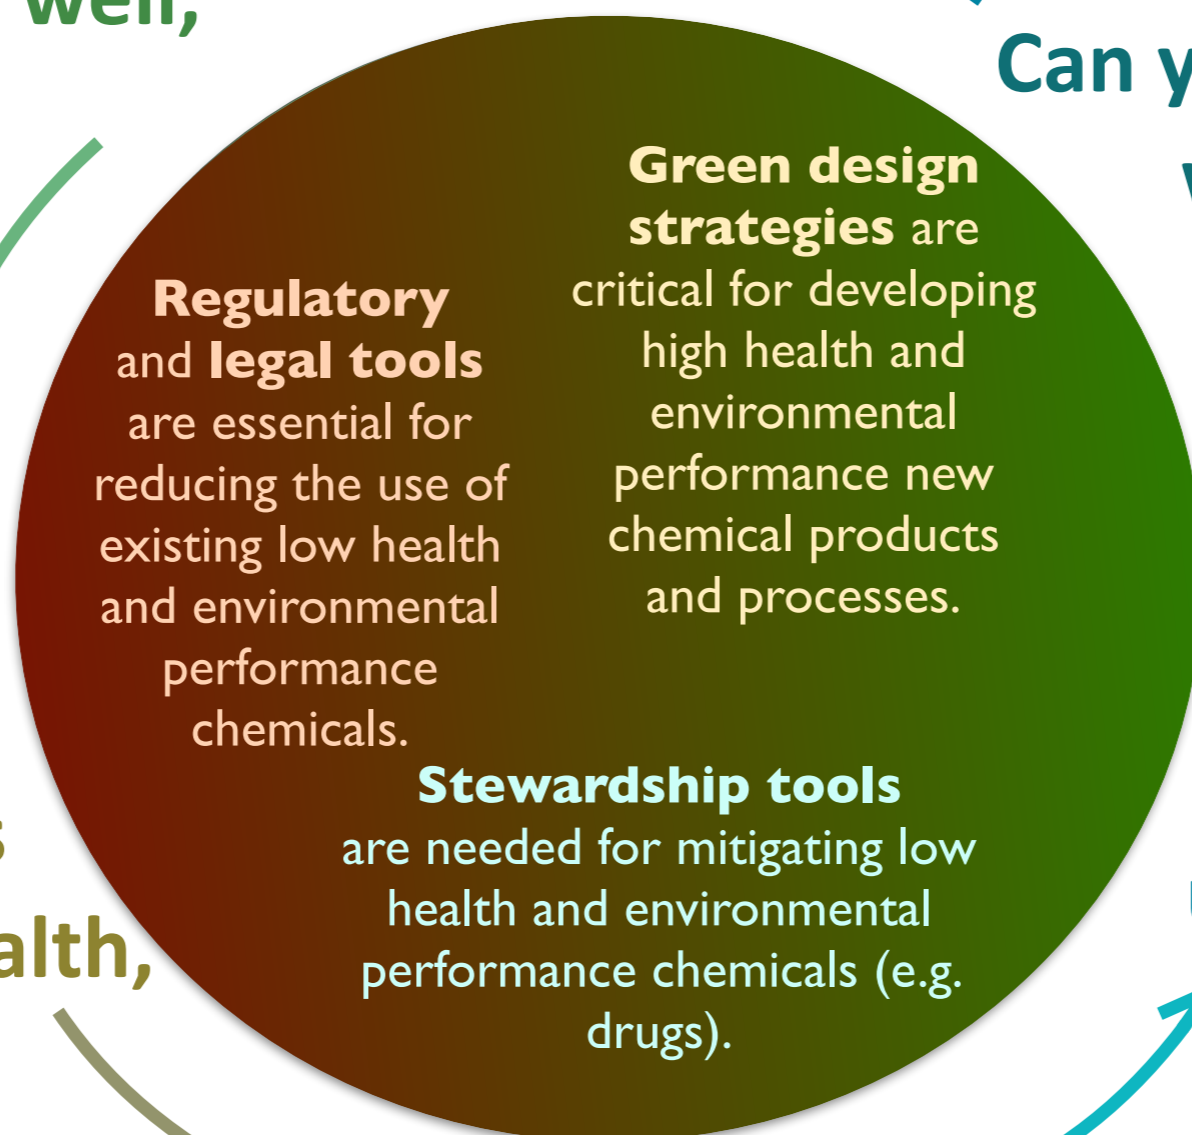 well,
Can y
Green design
strategies are
critical for developing
high health and
environmental
performance new
chemical products
and processes.
Regulatory
and legal tools
are essential for
reducing the use of
existing low health
and environmental
performance
chemicals.
Stewardship tools
are needed for mitigating low
health and environmental
performance chemicals (e.g.
drugs).
s
alth,